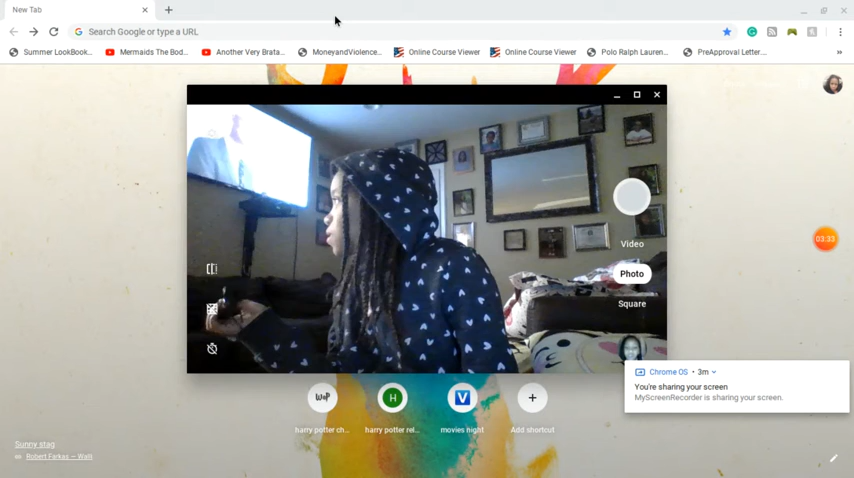 New Tab
Search Google or type a URL
Summer LookBook... Mermaids The Bod... Another Very Brata... MoneyandViolence... Online Course Viewer Online Course Viewer Polo Ralph Lauren... PreApproval Letter.... »
Video
Photo
Square
03:33
Chrome OS • 3m
You're sharing your screen
MyScreenRecorder is sharing your screen.
WoP H V
harry potter ch... harry potter rel... movies night Add shortcut
Sunny stag
Robert Farkas — Walli